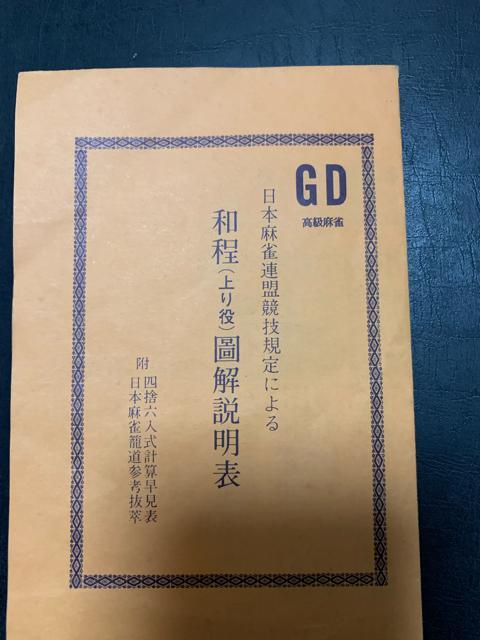 GD
高級麻雀
日本麻雀連盟競技規定による
和程(上り役)圖解説明表
附
四捨六入式計算早見表
日本麻雀寵道参考抜萃